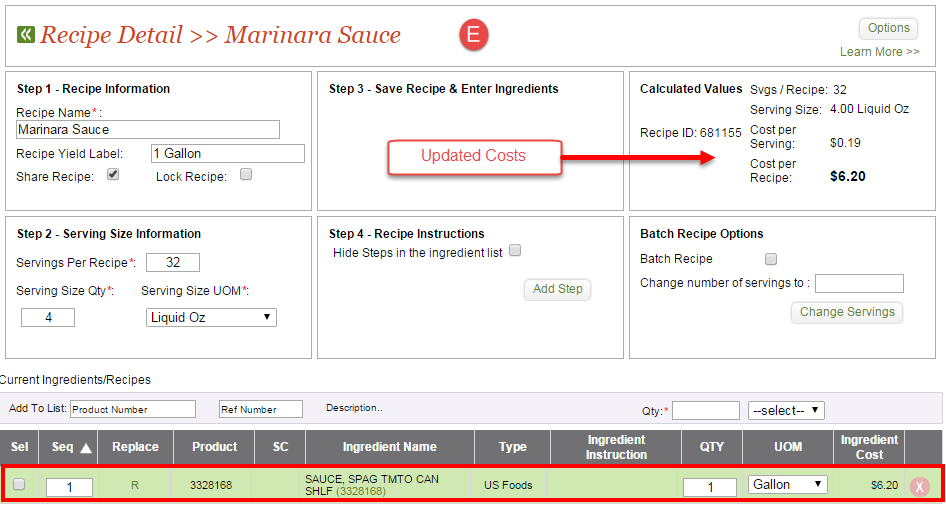 Recipe Detail >> Marinara Sauce
E
Options
Learn More >>
Step 1 - Recipe Information
Recipe Name* :
Marinara Sauce
Recipe Yield Label: 1 Gallon
Share Recipe: Lock Recipe:
Step 3 - Save Recipe & Enter Ingredients
Updated Costs
Calculated Values
Recipe ID: 681155
Svgs / Recipe: 32
Serving Size: 4.00 Liquid Oz
Cost per
Serving: $0.19
Cost per
Recipe: $6.20
Step 2 - Serving Size Information
Servings Per Recipe*: 32
Serving Size Qty*: Serving Size UOM*:
4 Liquid Oz
Step 4 - Recipe Instructions
Hide Steps in the ingredient list
Add Step
Batch Recipe Options
Batch Recipe
Change number of servings to :
Change Servings
Current Ingredients/Recipes
Add To List: Product Number Ref Number Description.. Qty:* --select--
Sel Seq Replace Product SC Ingredient Name Type Ingredient Instruction QTY UOM Ingredient Cost
1 R 3328168 SAUCE, SPAG TMTO CAN US Foods 1 Gallon $6.20 X
SHLF (3328168)